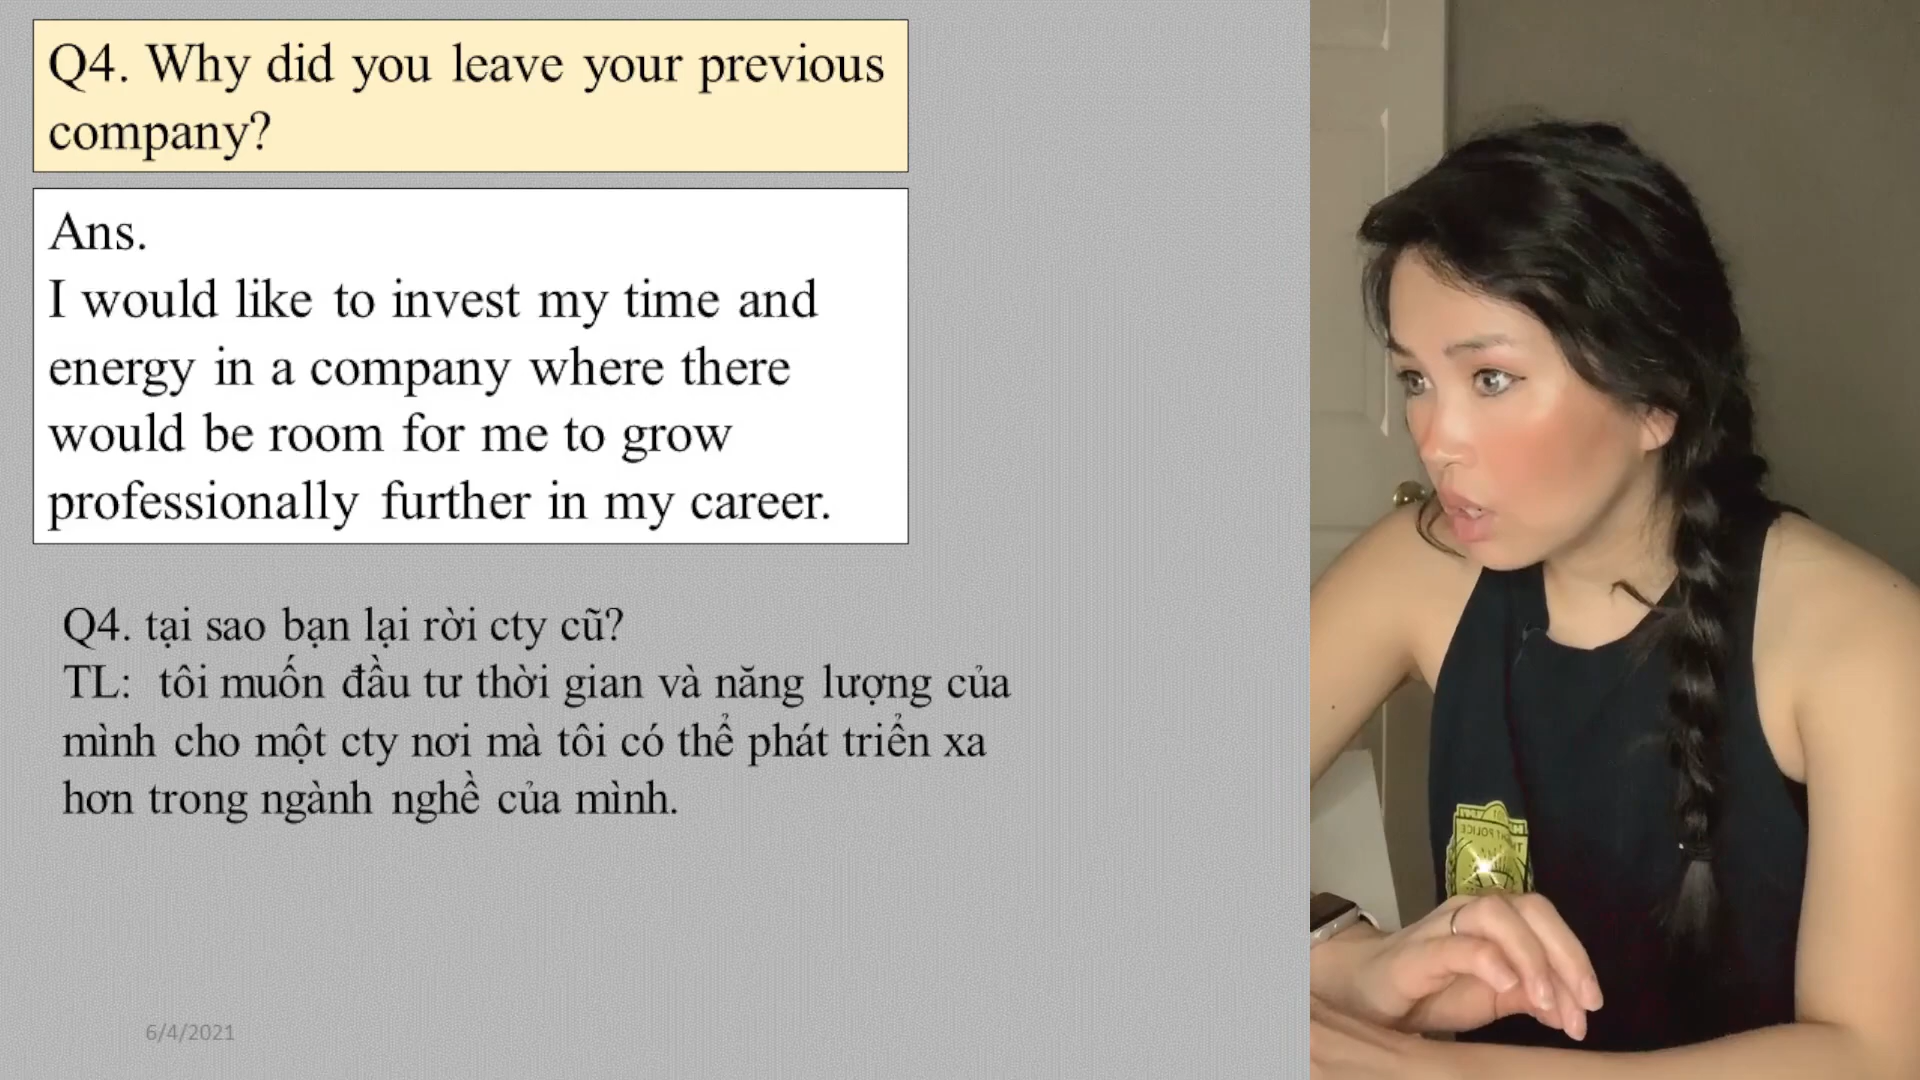 Q4. Why did you leave your previous
company?
Ans.
I would like to invest my time and
energy in a company where there
would be room for me to grow
professionally further in my career.
Q4. tại sao bạn lại rời cty cũ?
TL: tôi muốn đầu tư thời gian và năng lượng của
mình cho một cty nơi mà tôi có thể phát triển xa
hơn trong ngành nghề của mình.
6/4/2021
POLICE